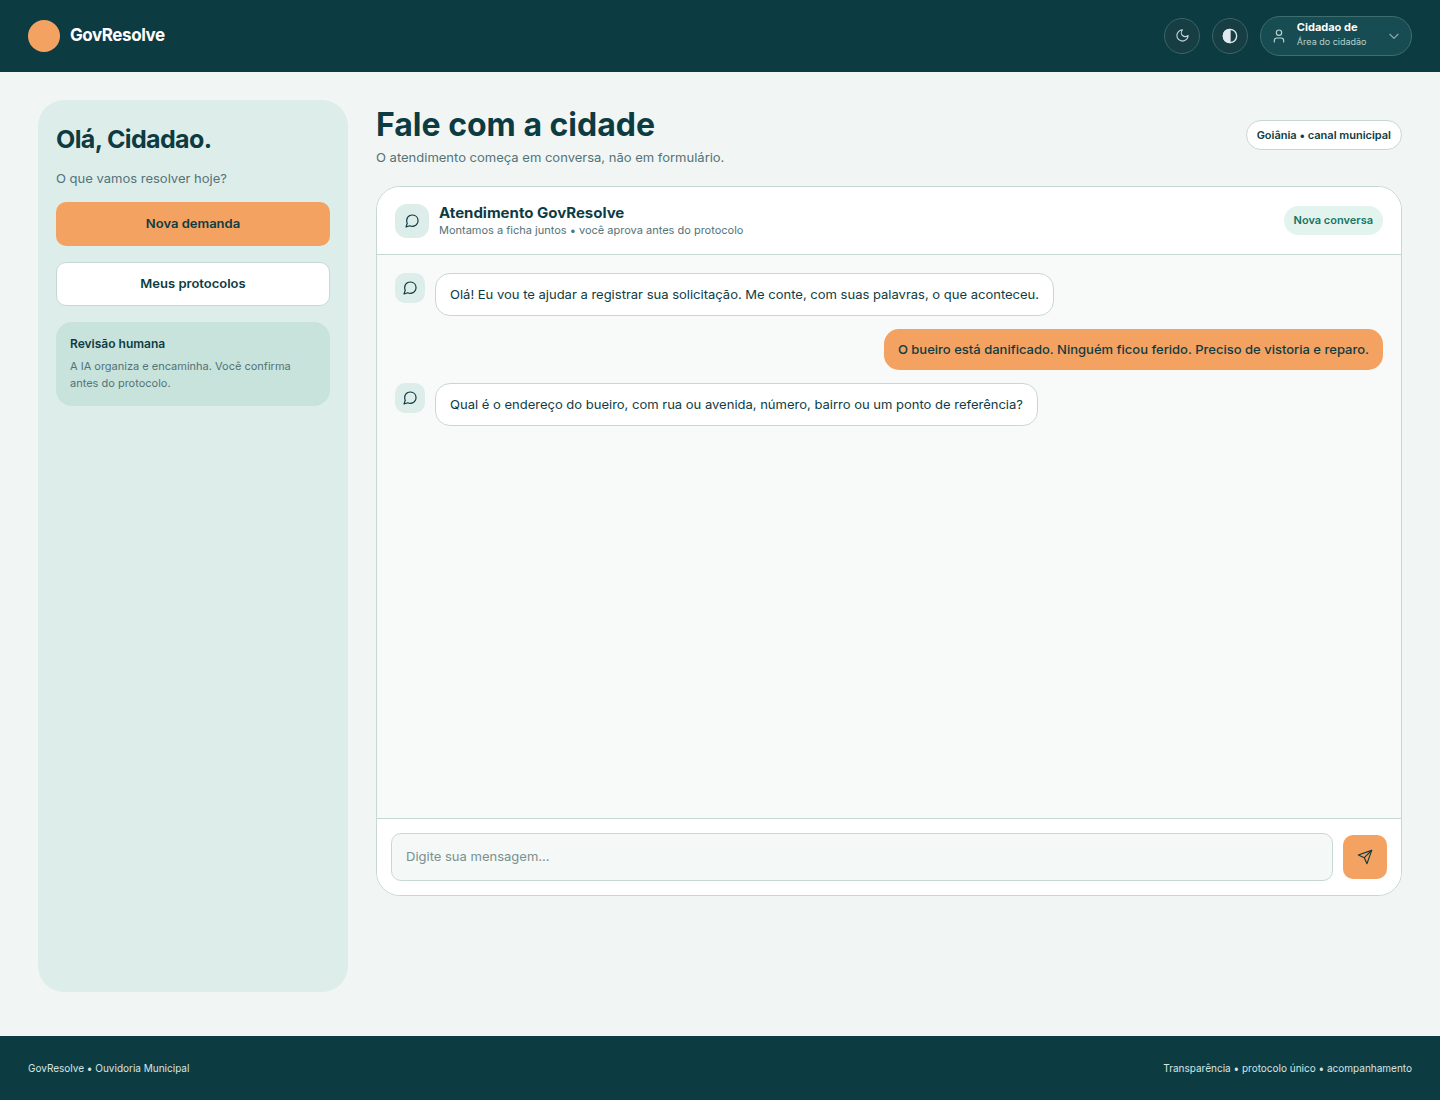 GovResolve
Cidadao de
Área do cidadão
Olá, Cidadao.
O que vamos resolver hoje?
Nova demanda
Meus protocolos
Revisão humana
A IA organiza e encaminha. Você confirma
antes do protocolo.
Fale com a cidade
O atendimento começa em conversa, não em formulário.
Goiânia • canal municipal
Atendimento GovResolve
Montamos a ficha juntos • você aprova antes do protocolo
Nova conversa
Olá! Eu vou te ajudar a registrar sua solicitação. Me conte, com suas palavras, o que aconteceu.
O bueiro está danificado. Ninguém ficou ferido. Preciso de vistoria e reparo.
Qual é o endereço do bueiro, com rua ou avenida, número, bairro ou um ponto de referência?
Digite sua mensagem...
GovResolve • Ouvidoria Municipal
Transparência • protocolo único • acompanhamento